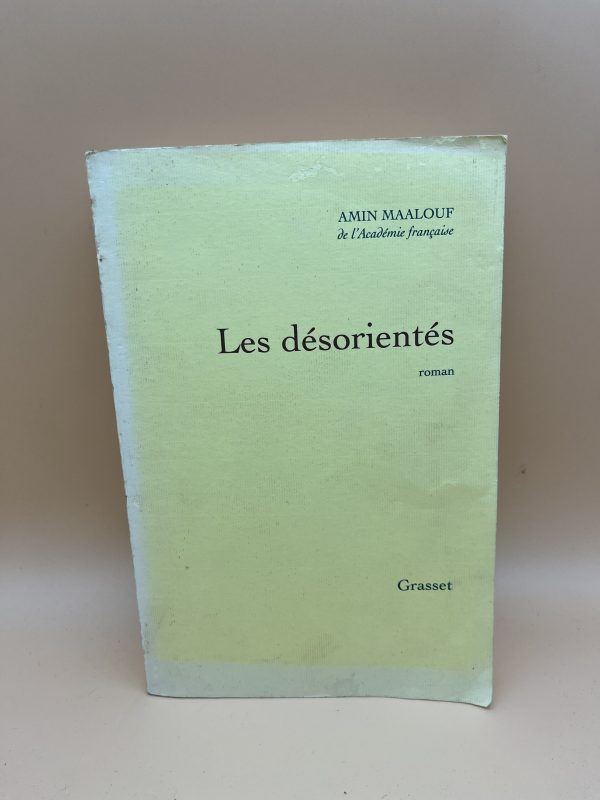 AMIN MAALOUF
de l'Académie française
Les désorientés
roman
Grasset